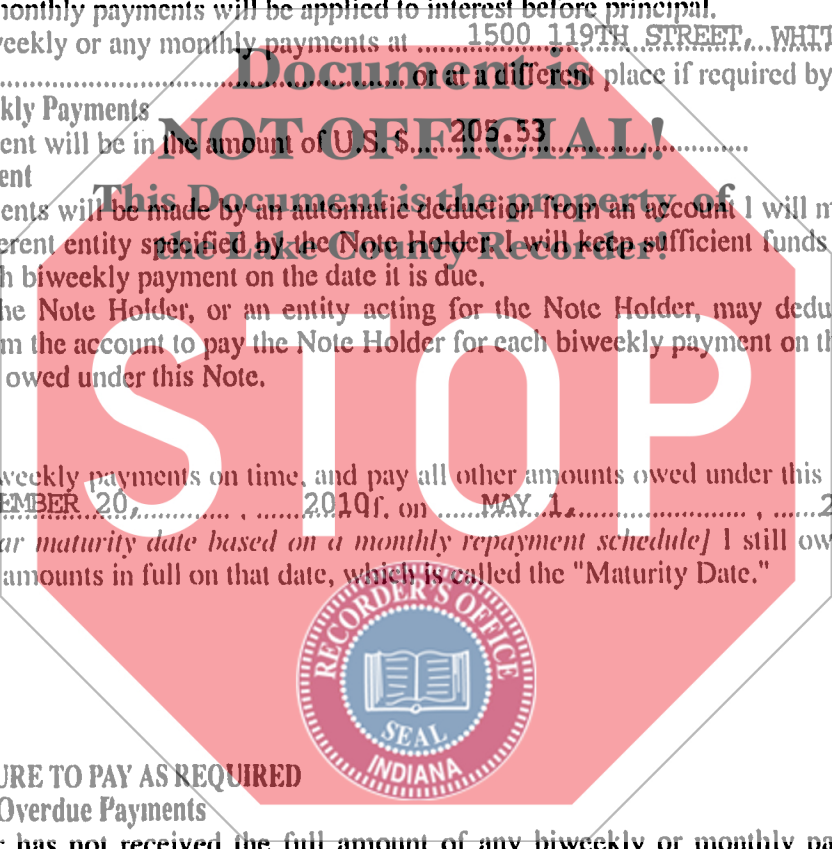 monthly payments will be applied to interest before principal.
weekly or any monthly payments at ...... 1500 119TH STREET, WHIT
Document is
or at a different place if required by
kly Payments
NOT OFFICIAL!
ent will be in the amount of U.S. $ .... 205.53 ....
ent
This Document is the property of
ents will be made by an automatic deduction from an account I will m
erent entity specified by the Note Holder. I will keep sufficient funds
the Lake County Recorder!
h biweekly payment on the date it is due.
he Note Holder, or an entity acting for the Note Holder, may dedu
m the account to pay the Note Holder for each biweekly payment on th
owed under this Note.
STOP
weekly payments on time, and pay all other amounts owed under this
EMBER 20, ...... , ...... 2010f, on ...... MAY 1, ...... , ...... 2
ar maturity date based on a monthly repayment schedule] I still ow
amounts in full on that date, which is called the "Maturity Date."
RECORDER'S OFFICE
SEAL
INDIANA
URE TO PAY AS REQUIRED
Overdue Payments
r has not received the full amount of any biweekly or monthly pa